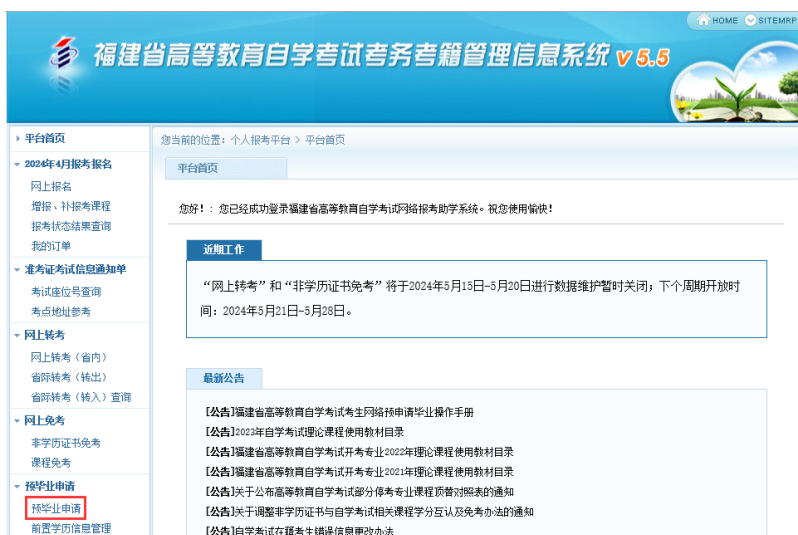 HOME SITEMRP
福建省高等教育自学考试考务考籍管理信息系统 V 5.5
平台首页
2024年4月报考报名
网上报名
增报、补报考课程
报考状态结果查询
我的订单
准考证考试信息通知单
考试座位号查询
考点地址参考
网上转考
网上转考（省内）
省际转考（转出）
省际转考（转入）查询
网上免考
非学历证书免考
课程免考
预毕业申请
预毕业申请
前置学历信息管理
您当前的位置：个人报考平台 > 平台首页
平台首页
您好！：您已经成功登录福建省高等教育自学考试网络报考助学系统。祝您使用愉快！
近期工作
“网上转考”和“非学历证书免考”将于2024年5月15日-5月20日进行数据维护暂时关闭；下个周期开放时
间：2024年5月21日-5月28日。
最新公告
[公告]福建省高等教育自学考试考生网络预申请毕业操作手册
[公告]2023年自学考试理论课程使用教材目录
[公告]福建省高等教育自学考试开考专业2022年理论课程使用教材目录
[公告]福建省高等教育自学考试开考专业2021年理论课程使用教材目录
[公告]关于公布高等教育自学考试部分停考专业课程顶替对照表的通知
[公告]关于调整非学历证书与自学考试相关课程学分互认及免考办法的通知
[公告]自学考试在籍考生错误信息更改办法